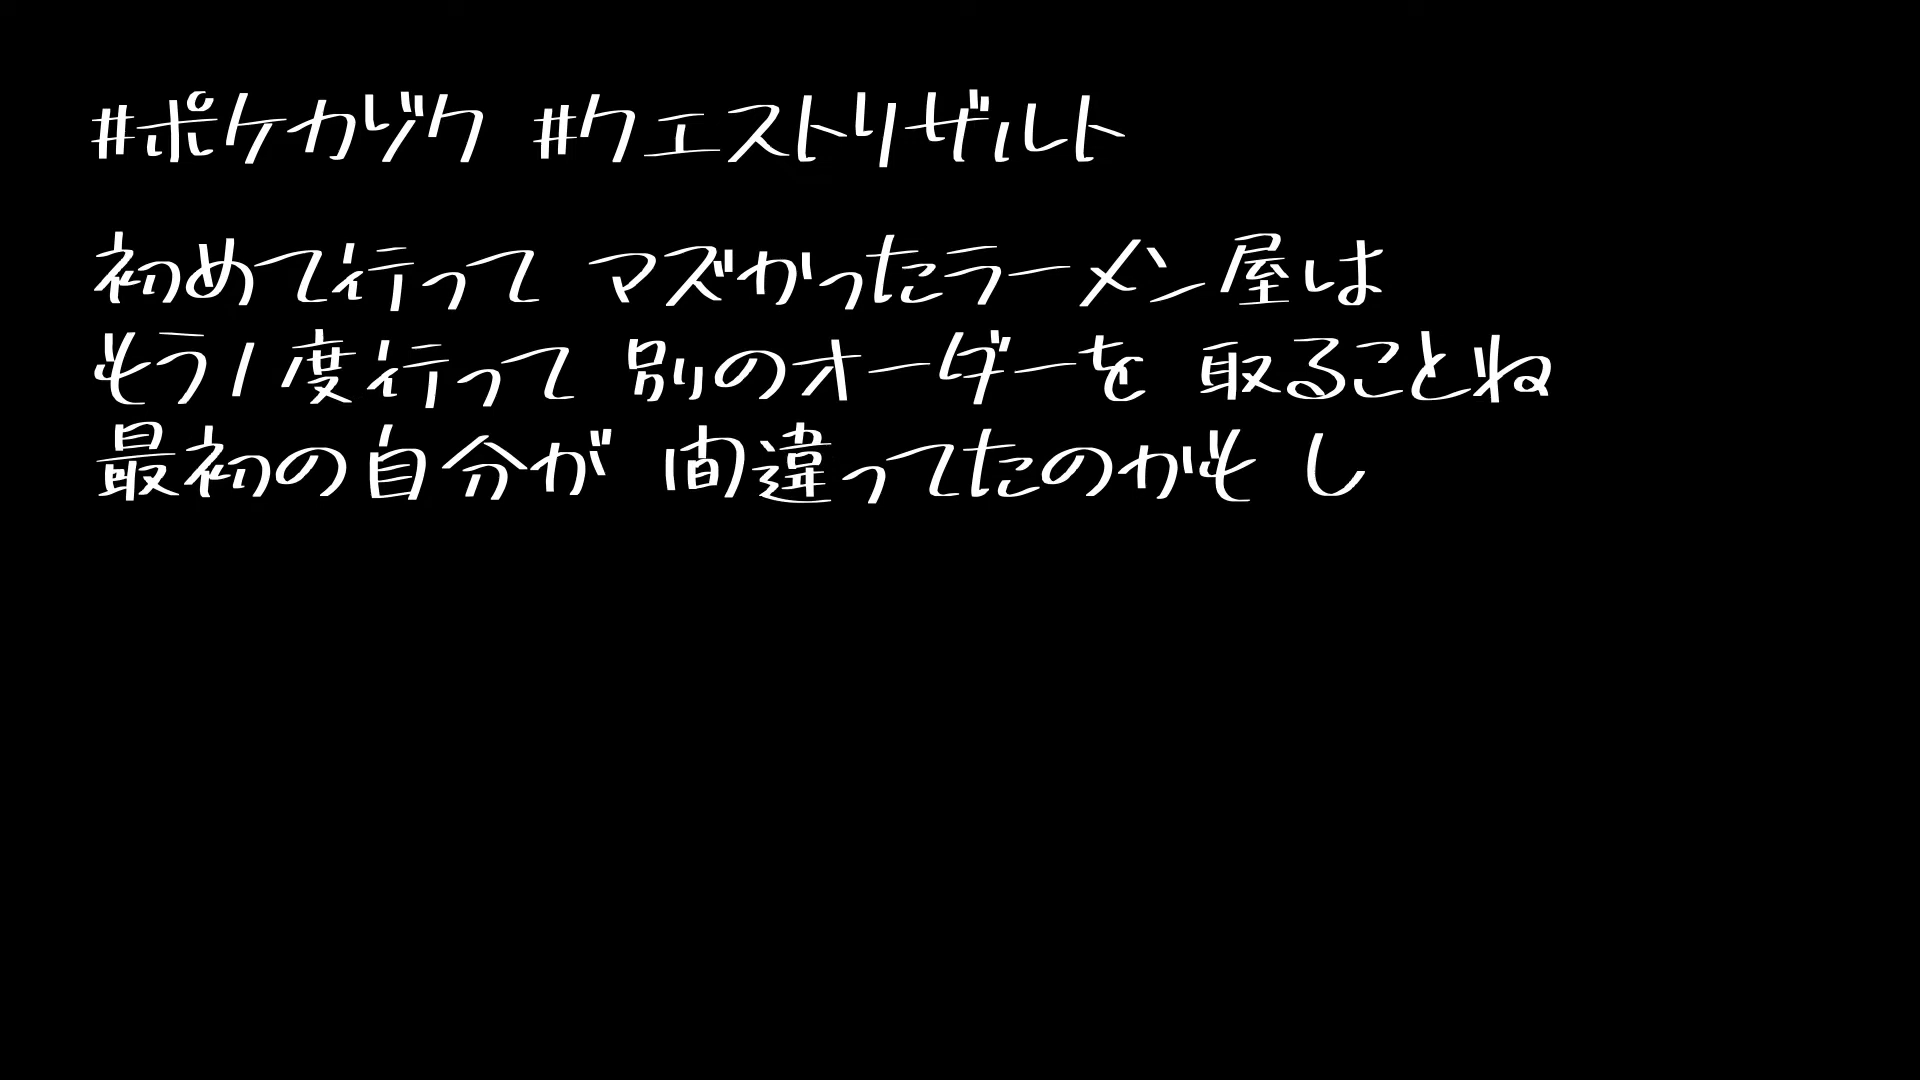 #ポケカゾク #クエストリザルト
初めて行って マズかったラーメン屋は
もう1度行って 別のオーダーを 取ることね
最初の自分が 間違ってたのかも し